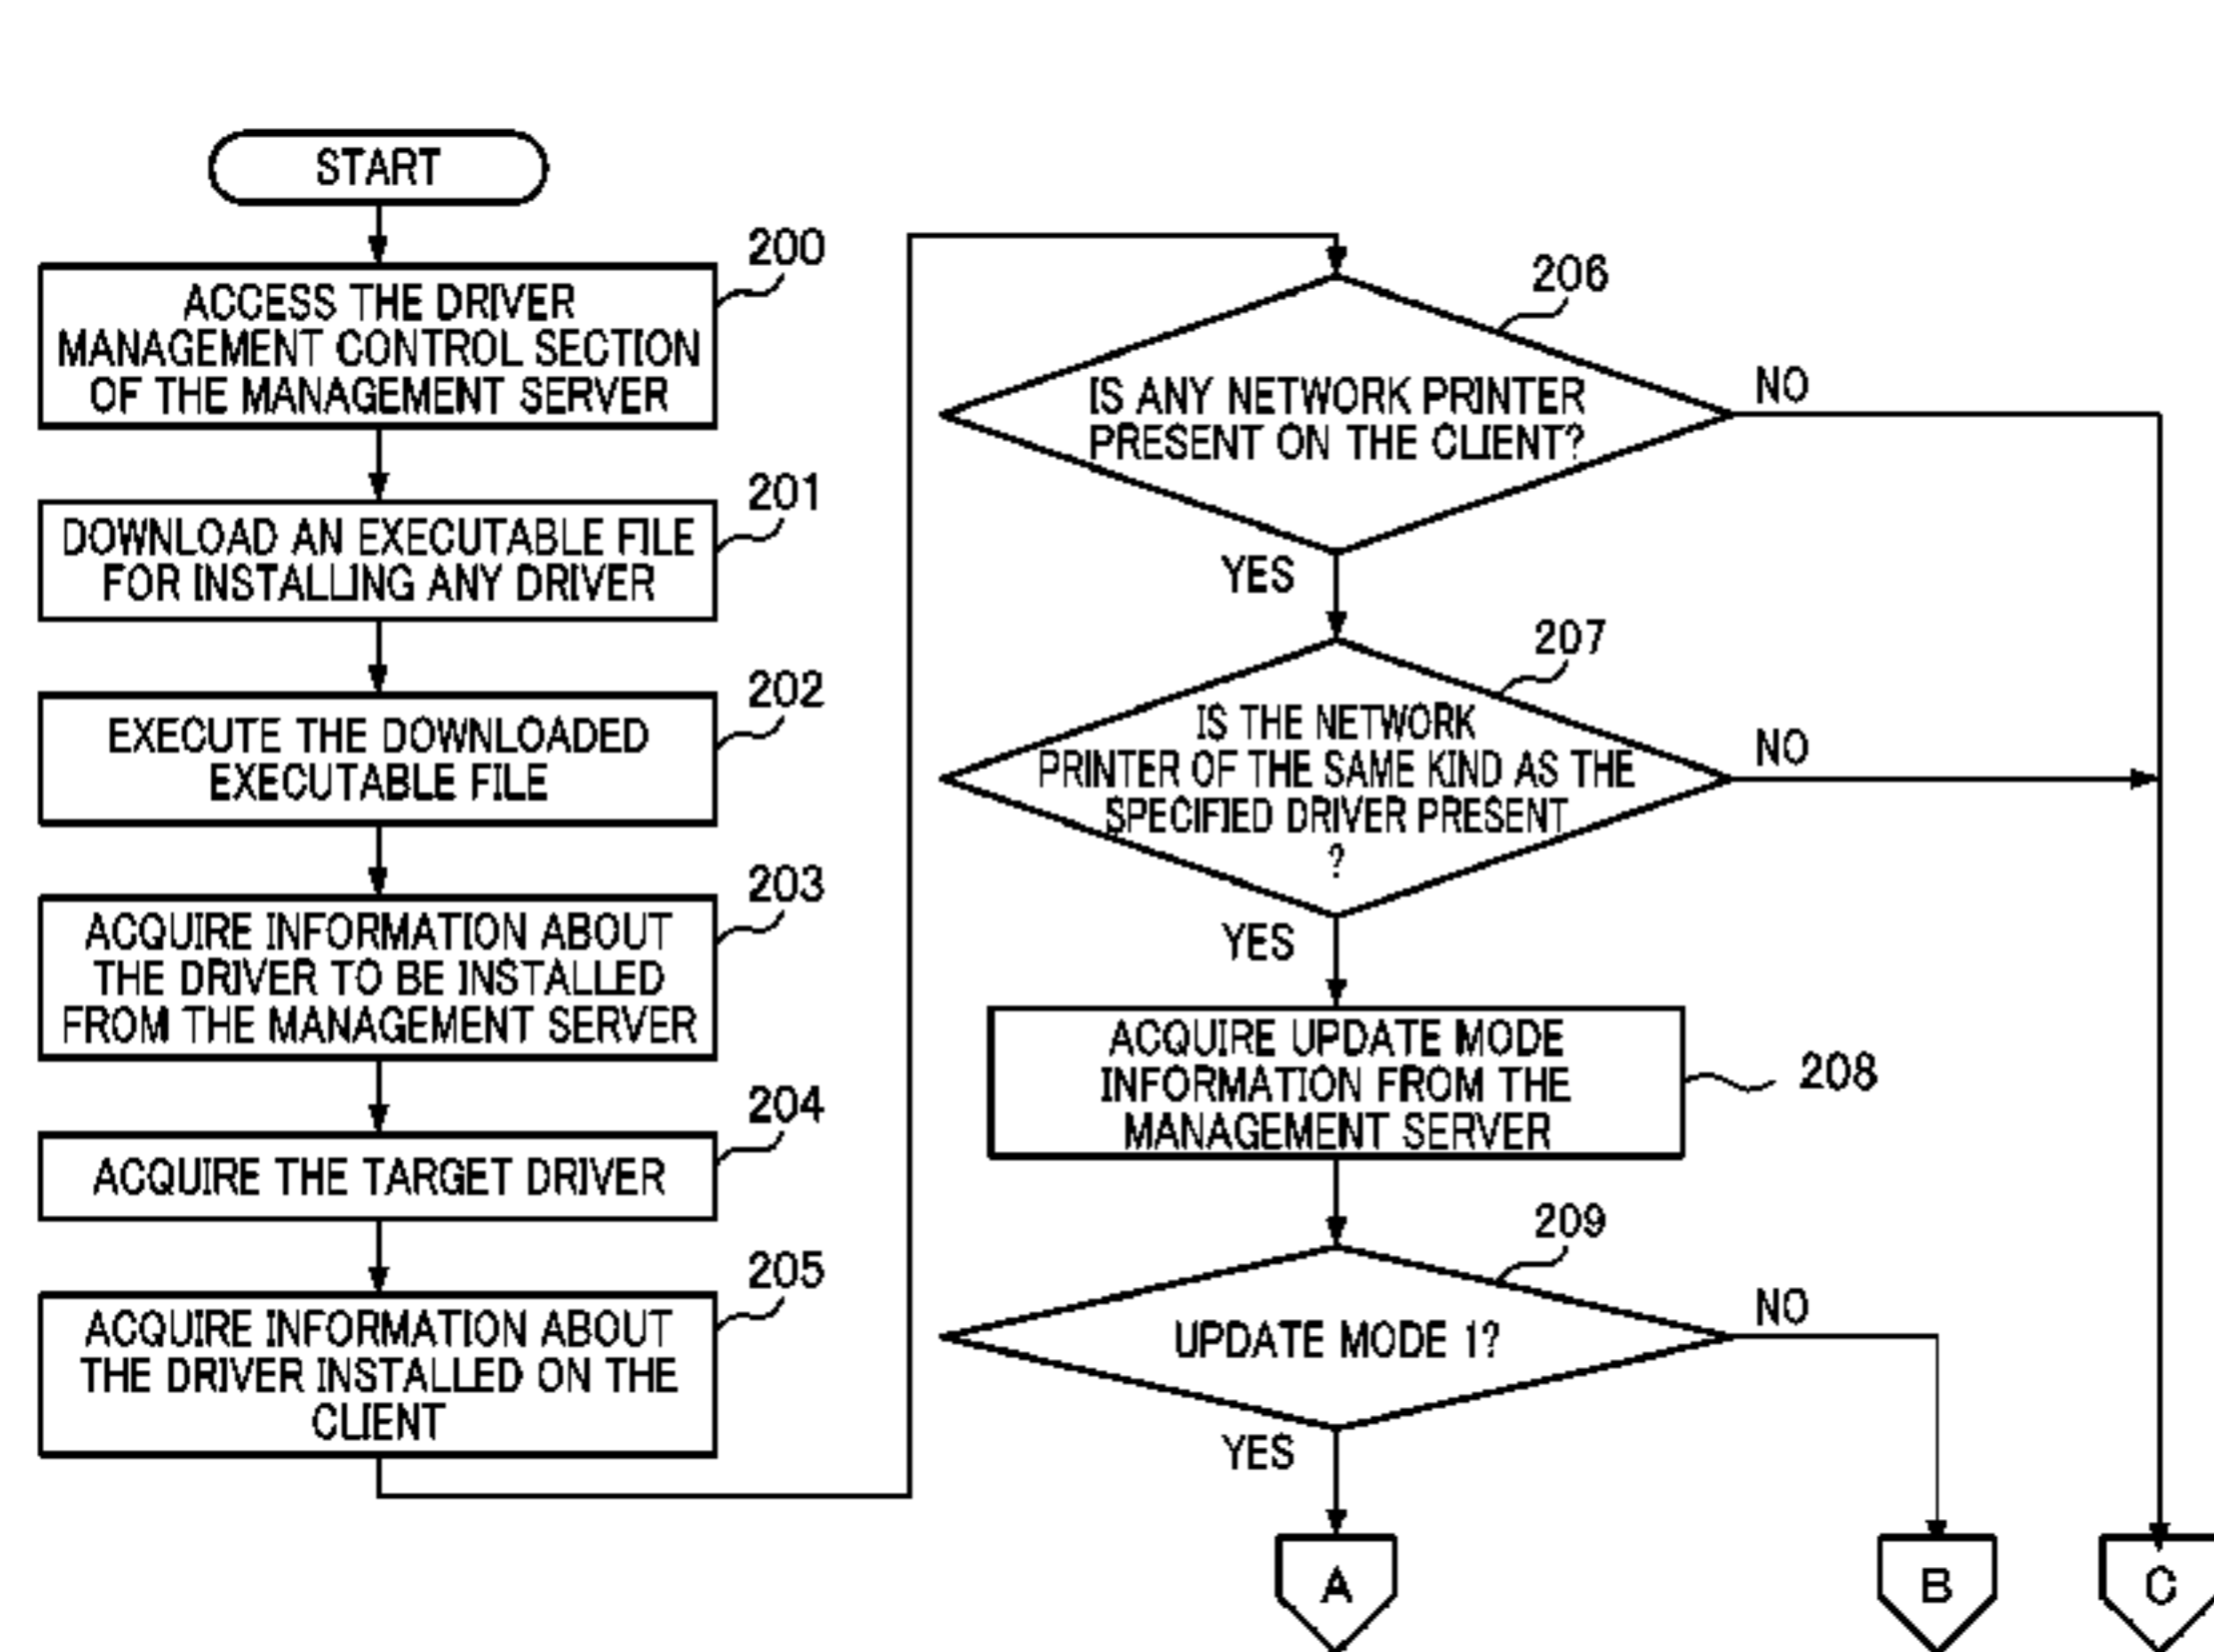 START
200
ACCESS THE DRIVER
MANAGEMENT CONTROL SECTION
OF THE MANAGEMENT SERVER
201
DOWNLOAD AN EXECUTABLE FILE
FOR INSTALLING ANY DRIVER
202
EXECUTE THE DOWNLOADED
EXECUTABLE FILE
203
ACQUIRE INFORMATION ABOUT
THE DRIVER TO BE INSTALLED
FROM THE MANAGEMENT SERVER
204
ACQUIRE THE TARGET DRIVER
205
ACQUIRE INFORMATION ABOUT
THE DRIVER INSTALLED ON THE
CLIENT
206
IS ANY NETWORK PRINTER
PRESENT ON THE CLIENT?
NO
YES
207
IS THE NETWORK
PRINTER OF THE SAME KIND AS THE
SPECIFIED DRIVER PRESENT
?
NO
YES
ACQUIRE UPDATE MODE
INFORMATION FROM THE
MANAGEMENT SERVER
208
209
UPDATE MODE 1?
NO
YES
A
B
C